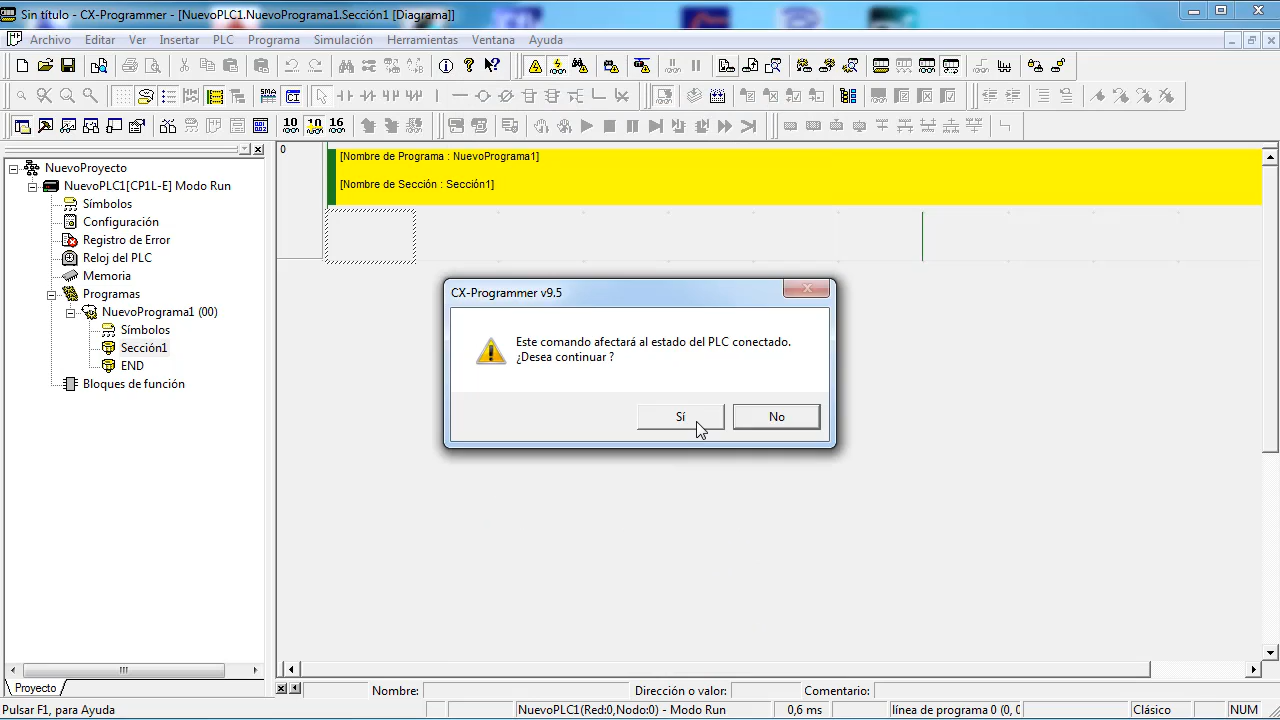 Sin título - CX-Programmer - [NuevoPLC1.NuevoPrograma1.Sección1 [Diagrama]]
Archivo Editar Ver Insertar PLC Programa Simulación Herramientas Ventana Ayuda
SMA CT
10 10 16
NuevoProyecto
NuevoPLC1[CP1L-E] Modo Run
Símbolos
Configuración
Registro de Error
Reloj del PLC
Memoria
Programas
NuevoPrograma1 (00)
Símbolos
Sección1
END
Bloques de función
Proyecto
0
[Nombre de Programa : NuevoPrograma1]
[Nombre de Sección : Sección1]
CX-Programmer v9.5
Este comando afectará al estado del PLC conectado.
¿Desea continuar ?
Sí No
Nombre: Dirección o valor: Comentario:
Pulsar F1, para Ayuda NuevoPLC1(Red:0,Nodo:0) - Modo Run 0,6 ms línea de programa 0 (0, Clásico NUM